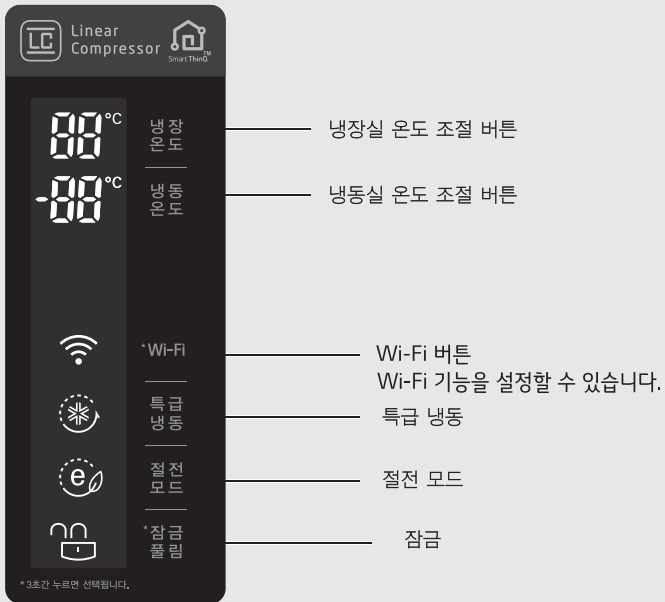 LC Linear
Compressor
Smart ThinQ™
88°C
냉장
온도
냉장실 온도 조절 버튼
-88°C
냉동
온도
냉동실 온도 조절 버튼
*Wi-Fi
Wi-Fi 버튼
Wi-Fi 기능을 설정할 수 있습니다.
특급
냉동
특급 냉동
e
절전
모드
절전 모드
*잠금
풀림
잠금
*3초간 누르면 선택됩니다.